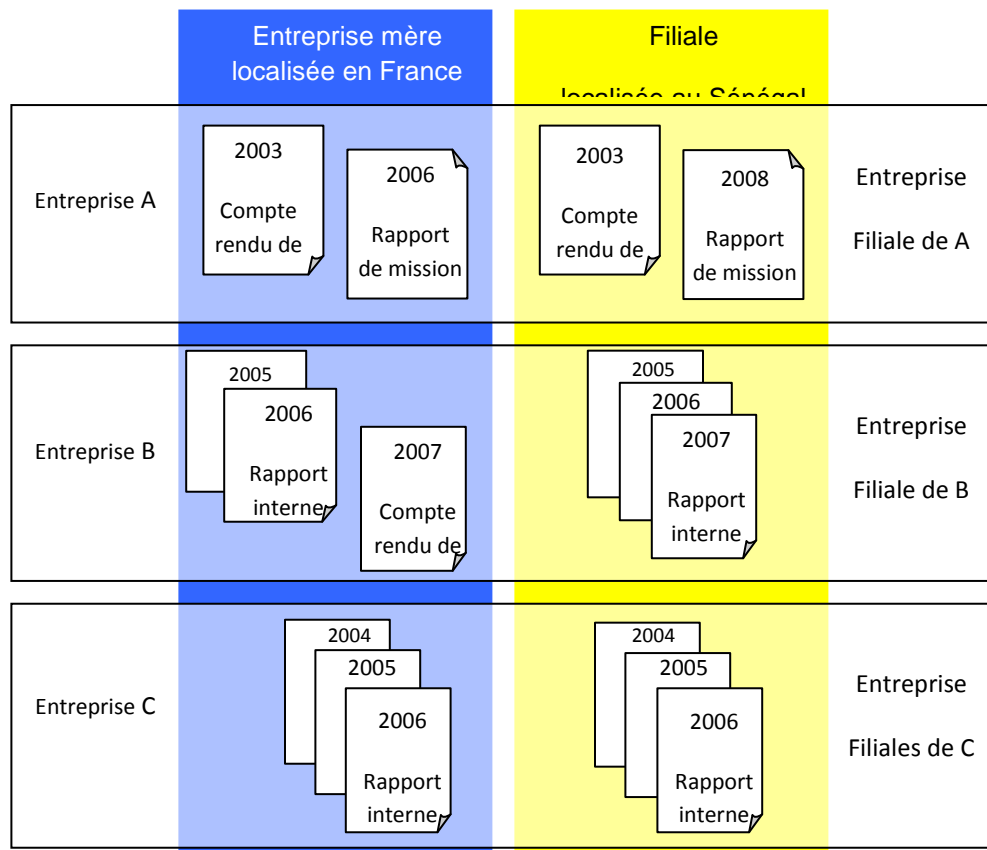 Entreprise mère
localisée en France
Filiale
localisée au Sénégal
Entreprise A
2003
Compte
rendu de
2006
Rapport
de mission
2003
Compte
rendu de
2008
Rapport
de mission
Entreprise
Filiale de A
Entreprise B
2005
2006
Rapport
interne
2007
Compte
rendu de
2005
2006
2007
Rapport
interne
Entreprise
Filiale de B
Entreprise C
2004
2005
2006
Rapport
interne
2004
2005
2006
Rapport
interne
Entreprise
Filiales de C